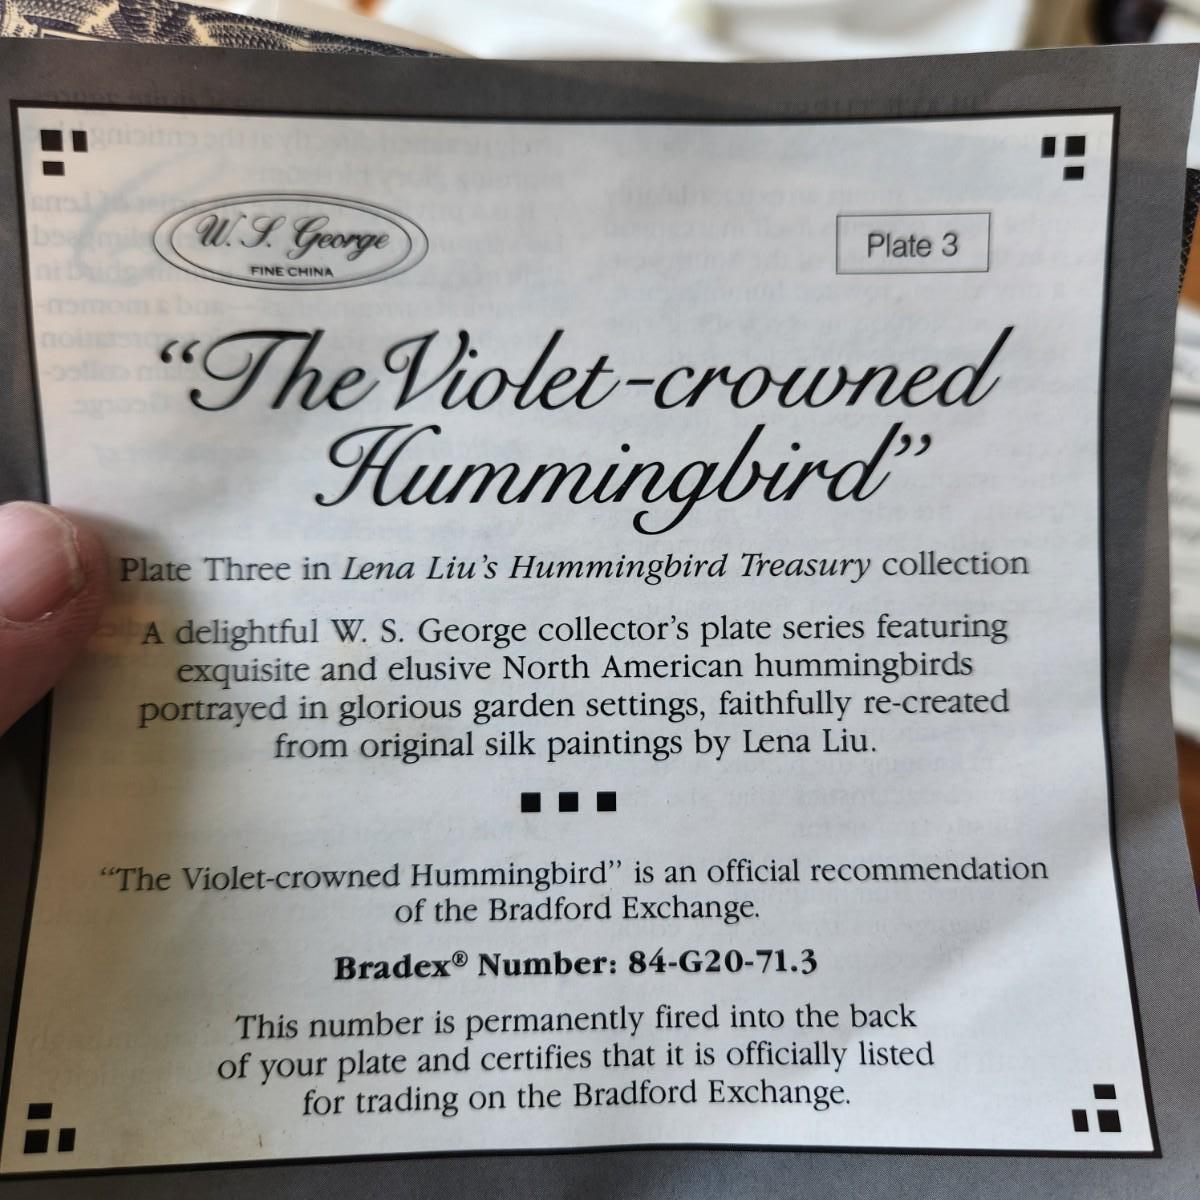 W. S. George
FINE CHINA
Plate 3
“The Violet-crowned
Hummingbird”
Plate Three in Lena Liu’s Hummingbird Treasury collection
A delightful W. S. George collector’s plate series featuring
exquisite and elusive North American hummingbirds
portrayed in glorious garden settings, faithfully re-created
from original silk paintings by Lena Liu.
“The Violet-crowned Hummingbird” is an official recommendation
of the Bradford Exchange.
Bradex® Number: 84-G20-71.3
This number is permanently fired into the back
of your plate and certifies that it is officially listed
for trading on the Bradford Exchange.